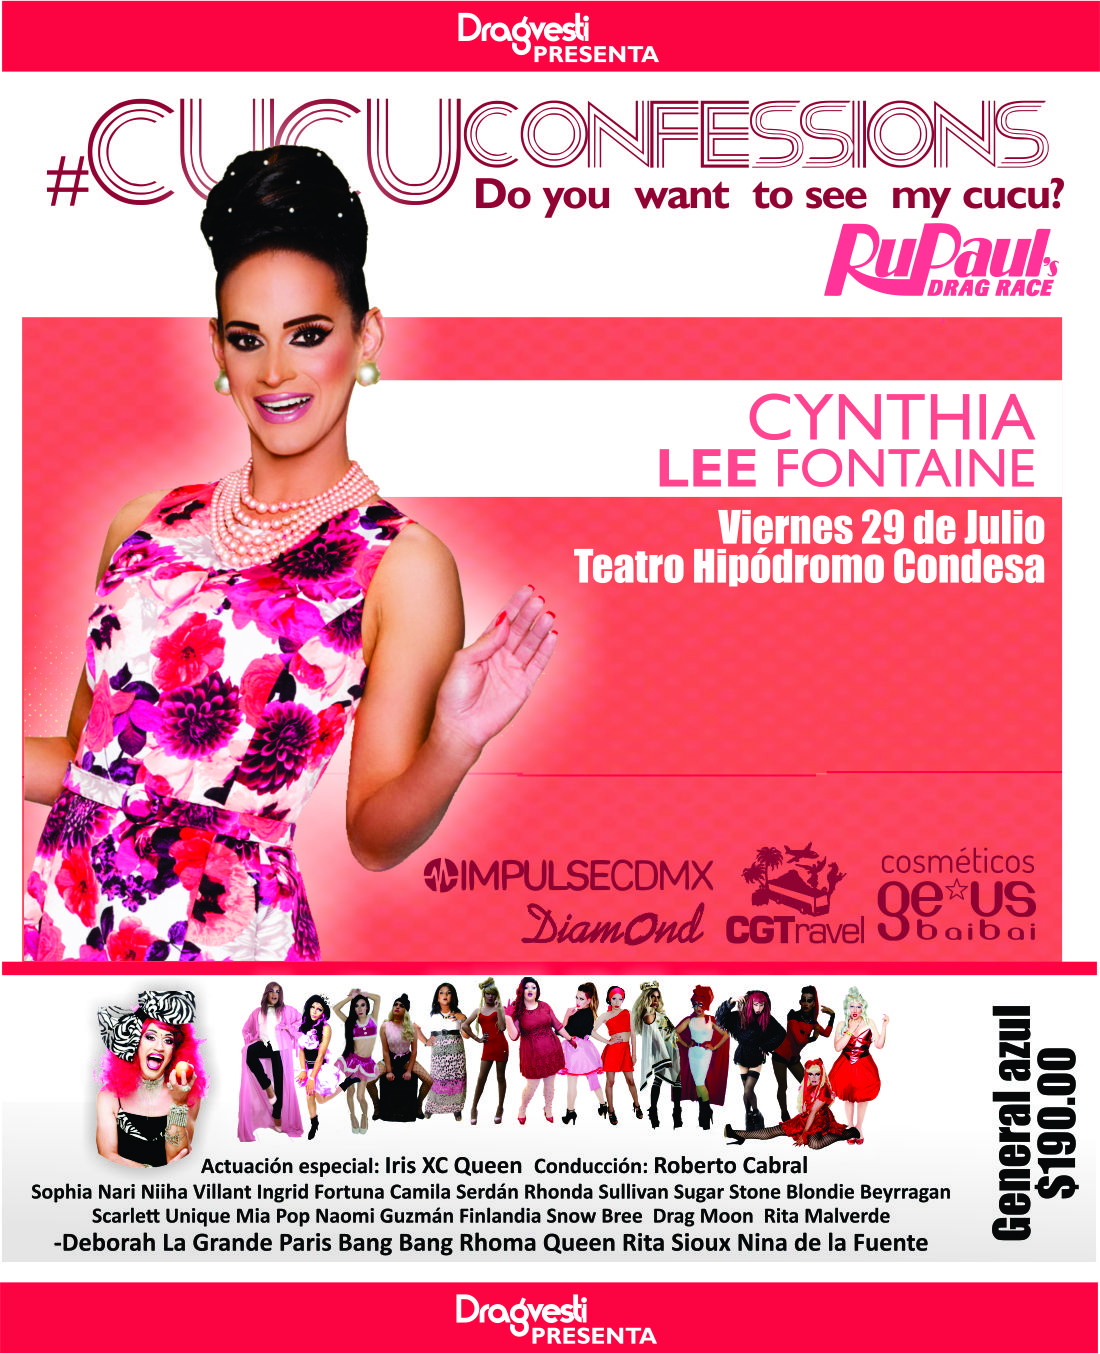 Dragvesti
PRESENTA
#CUCUCONFESSIONS
Do you want to see my cucu?
RuPaul's
DRAG RACE
CYNTHIA
LEE FONTAINE
Viernes 29 de Julio
Teatro Hipódromo Condesa
IMPULSECDMX
DiamOnd
CGTravel
cosméticos
ge☆us
baibai
General azul
$190.00
Actuación especial: Iris XC Queen Conducción: Roberto Cabral
Sophia Nari Niiha Villant Ingrid Fortuna Camila Serdán Rhonda Sullivan Sugar Stone Blondie Beyrragan
Scarlett Unique Mia Pop Naomi Guzmán Finlandia Snow Bree Drag Moon Rita Malverde
-Deborah La Grande Paris Bang Bang Rhoma Queen Rita Sioux Nina de la Fuente
Dragvesti
PRESENTA